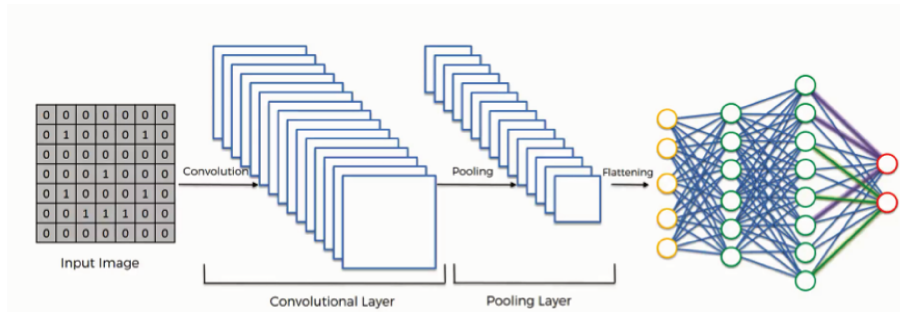 0 0 0 0 0 0 0
0 1 0 0 0 1 0
0 0 0 0 0 0 0
0 0 0 1 0 0 0
0 1 0 0 0 1 0
0 0 1 1 1 0 0
0 0 0 0 0 0 0
Input Image
Convolution
Convolutional Layer
Pooling
Pooling Layer
Flattening